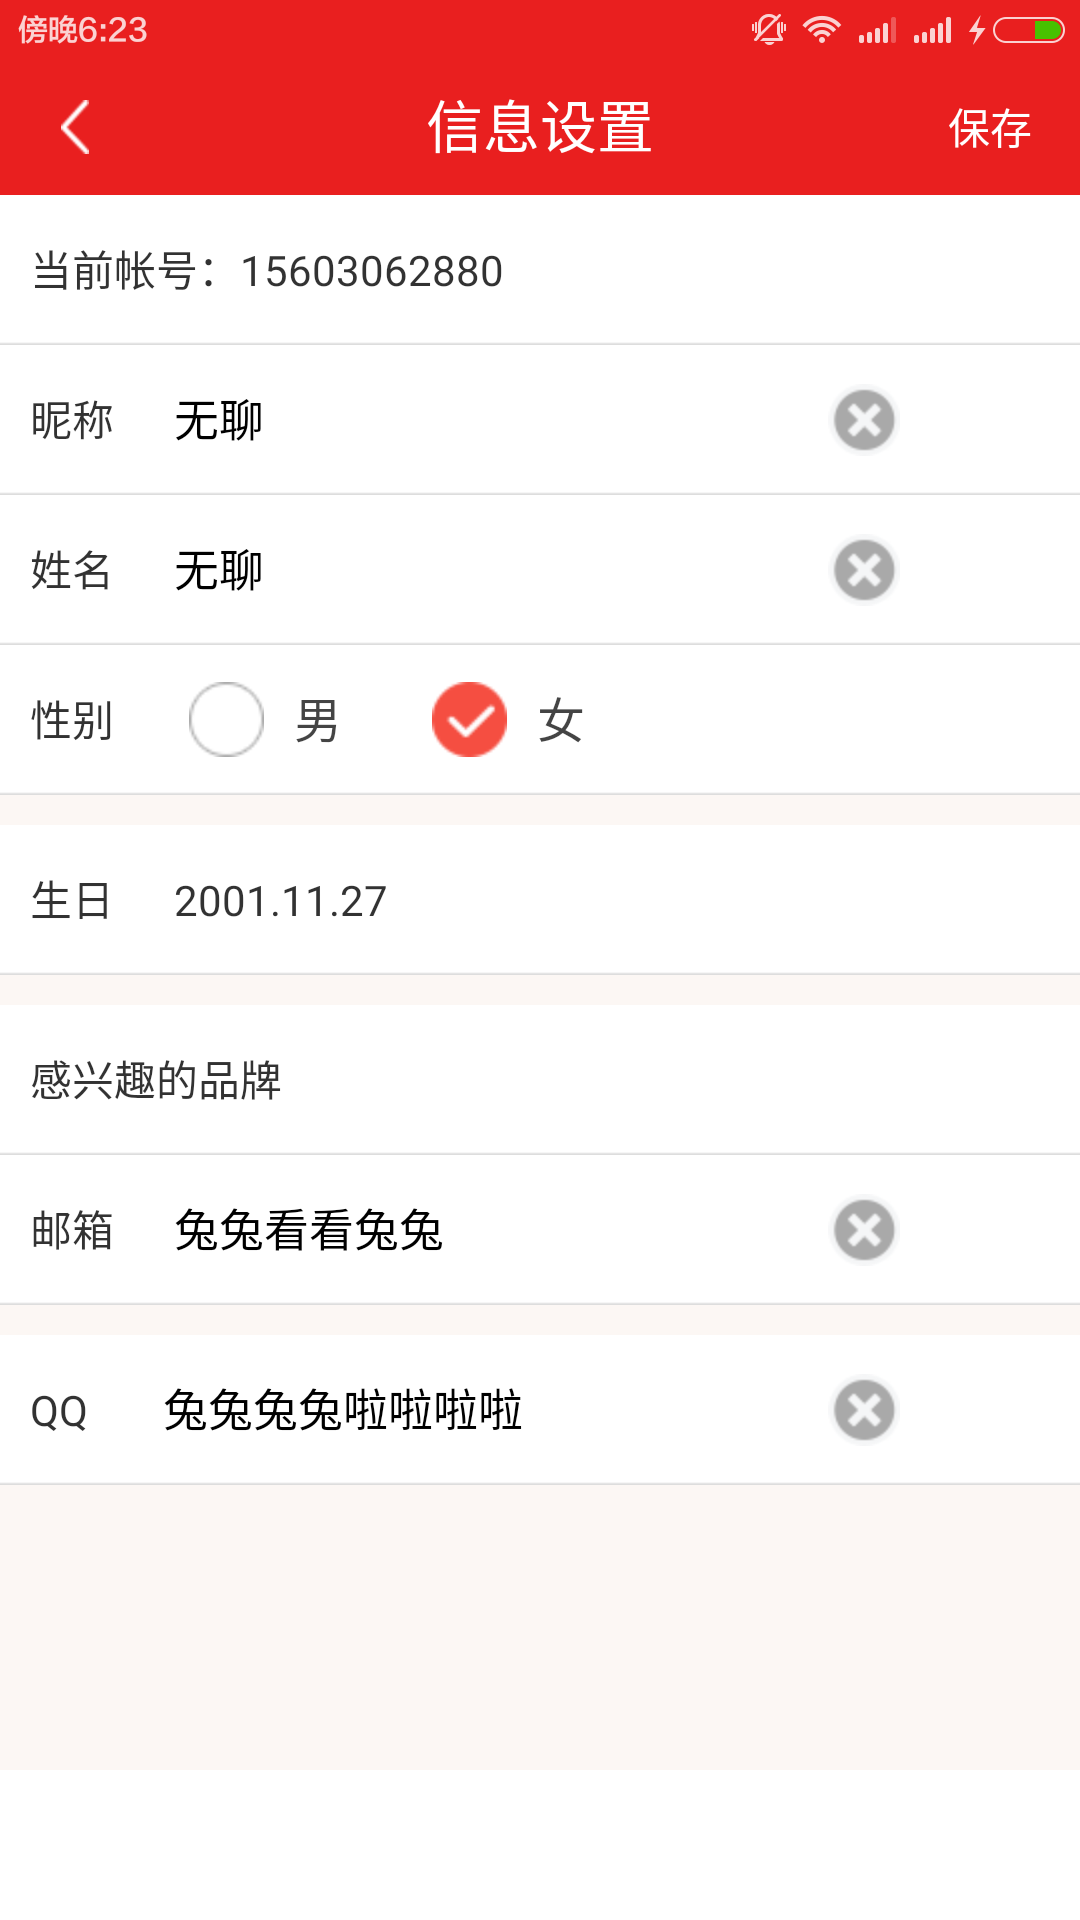 傍晚6:23
信息设置
保存
当前帐号：15603062880
昵称 无聊
姓名 无聊
性别 男 女
生日 2001.11.27
感兴趣的品牌
邮箱 兔兔看看兔兔
QQ 兔兔兔兔啦啦啦啦